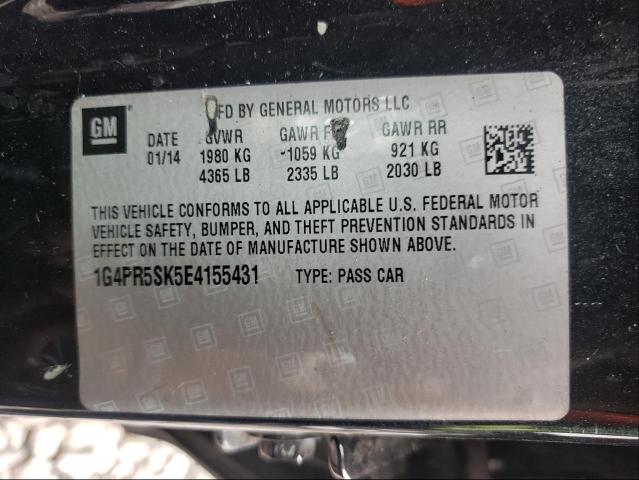 GM
MFD BY GENERAL MOTORS LLC
DATE GVWR GAWR FRT GAWR RR
01/14 1980 KG 1059 KG 921 KG
4365 LB 2335 LB 2030 LB
THIS VEHICLE CONFORMS TO ALL APPLICABLE U.S. FEDERAL MOTOR
VEHICLE SAFETY, BUMPER, AND THEFT PREVENTION STANDARDS IN
EFFECT ON THE DATE OF MANUFACTURE SHOWN ABOVE.
1G4PR5SK5E4155431 TYPE: PASS CAR